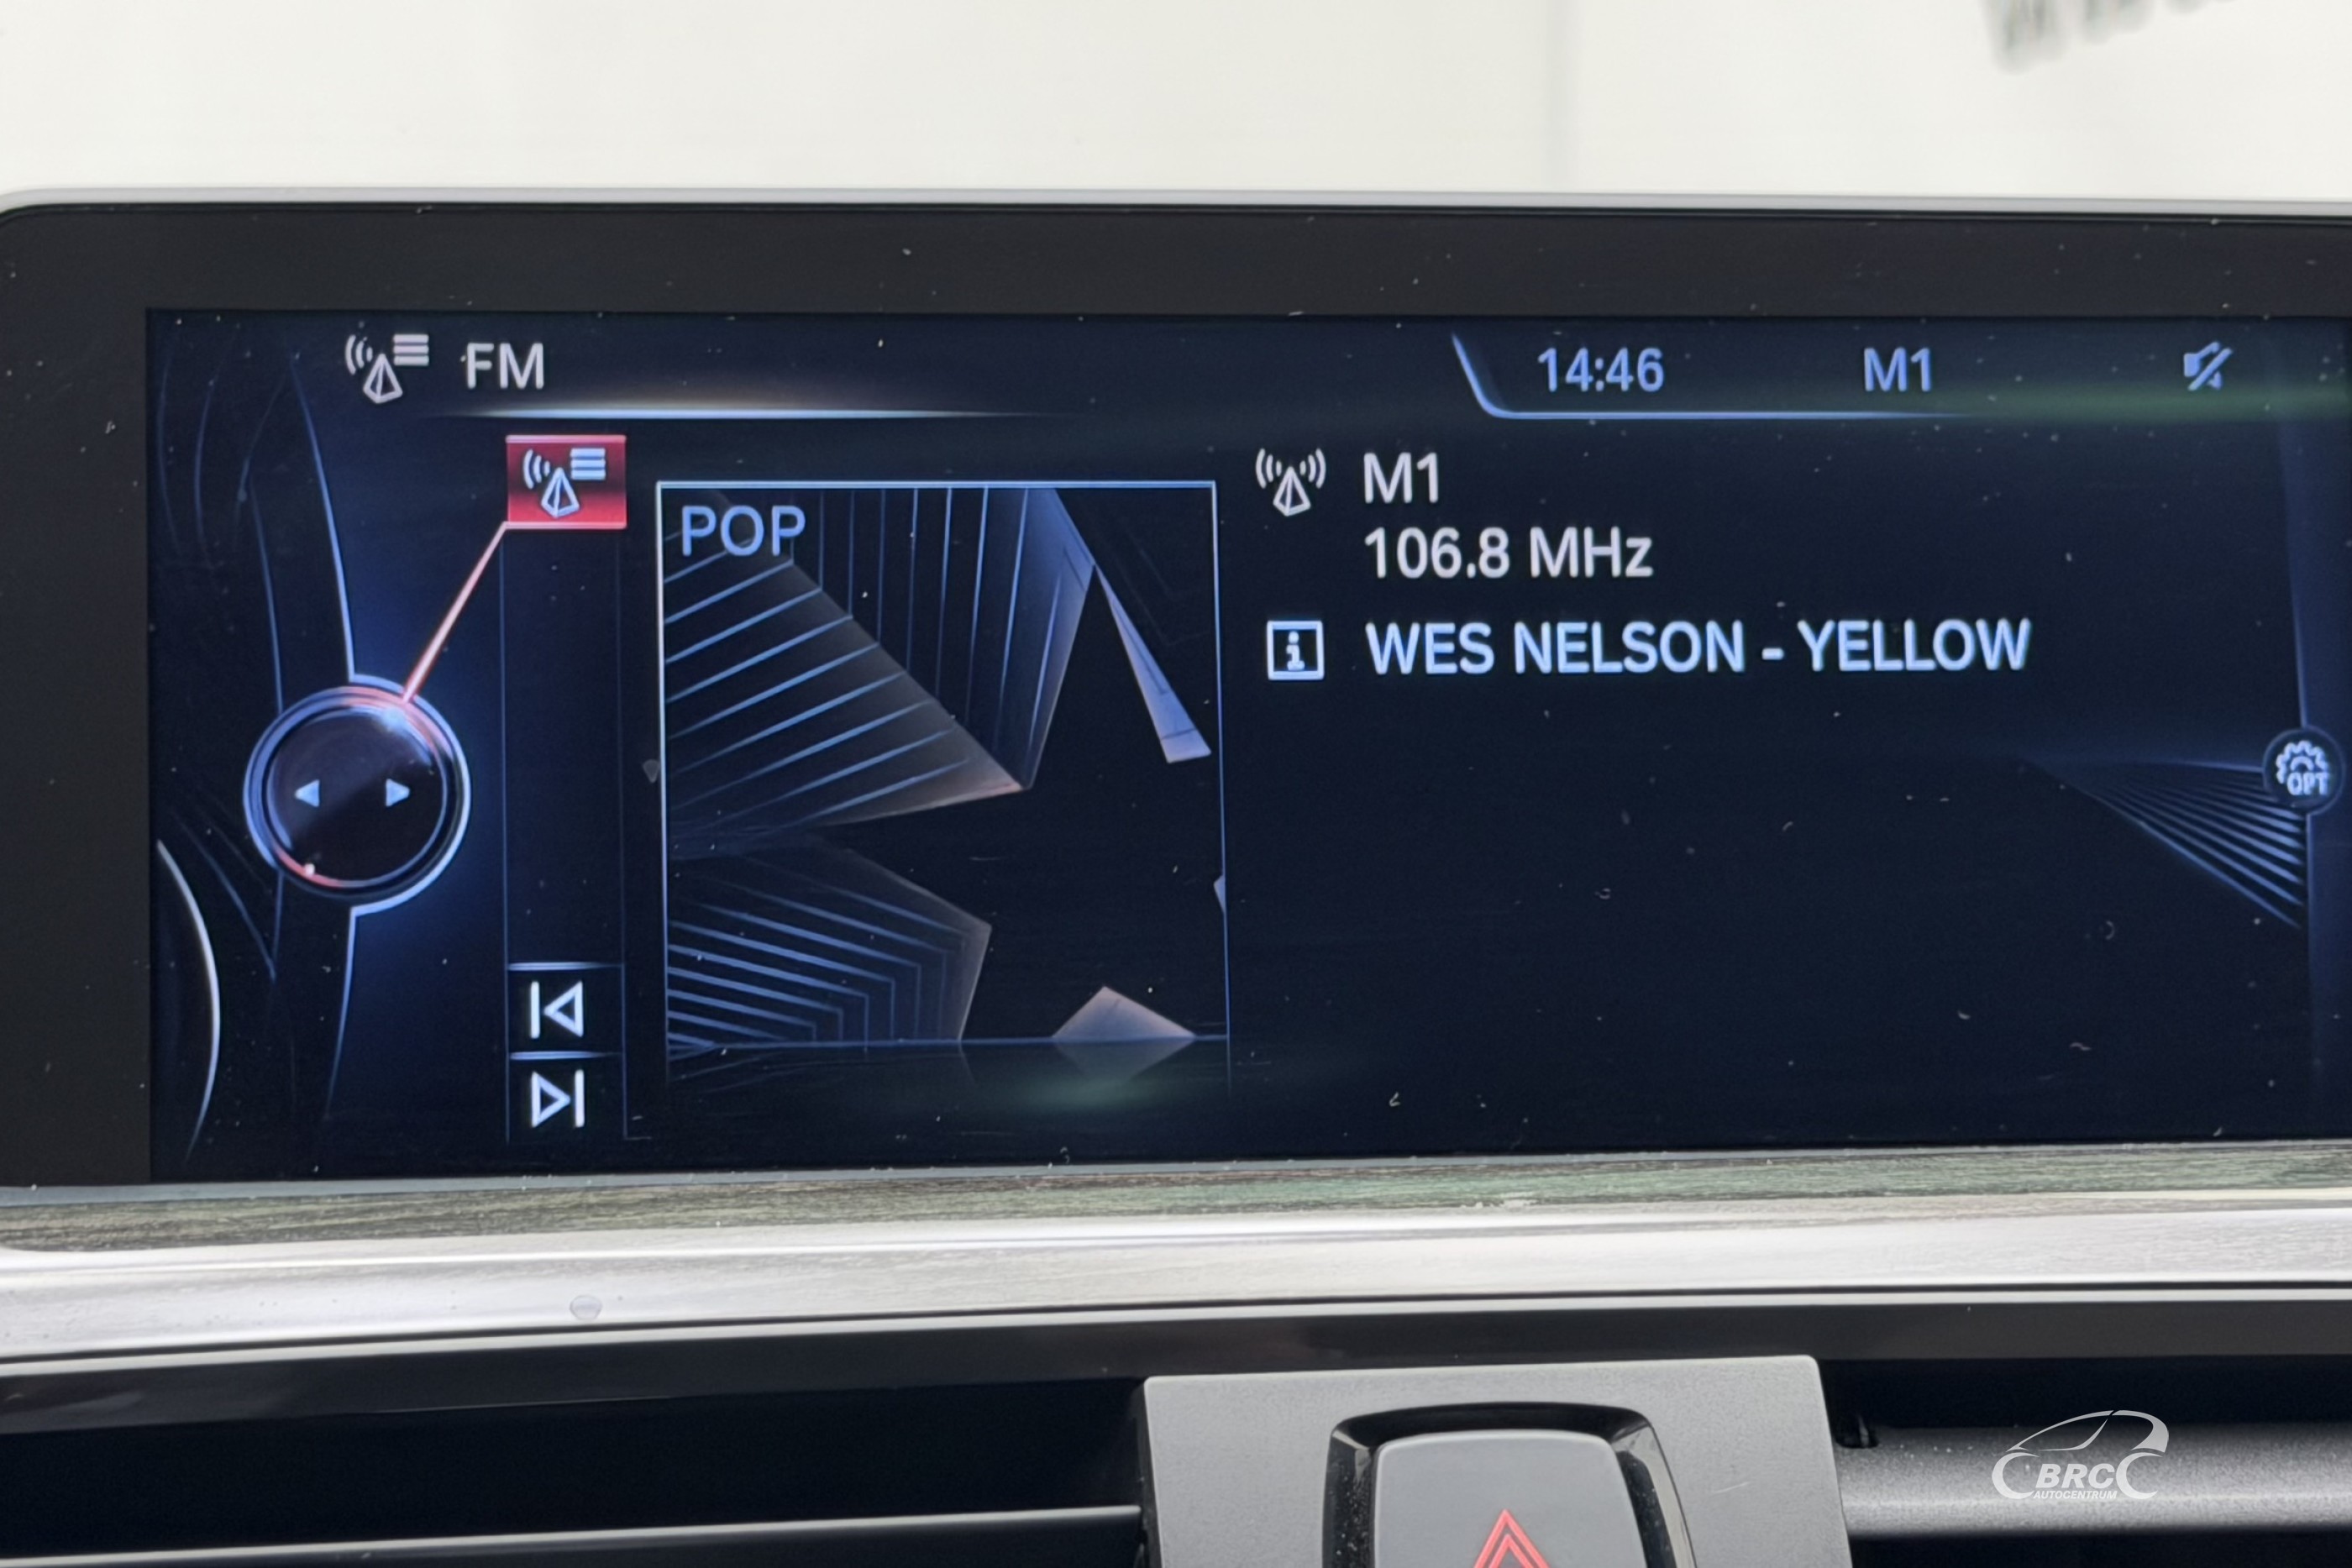 FM
14:46 M1
POP
M1
106.8 MHz
WES NELSON - YELLOW
OPT
BRC
AUTOCENTRUM